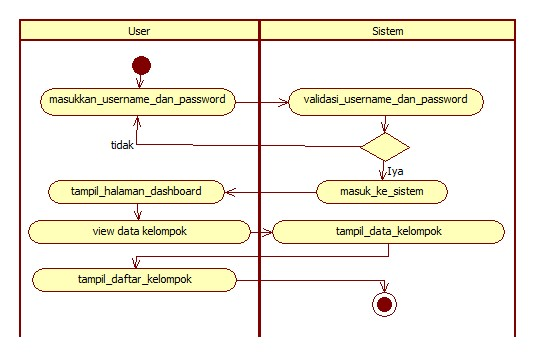 User
Sistem
masukkan_username_dan_password
validasi_username_dan_password
tidak
Iya
tampil_halaman_dashboard
masuk_ke_sistem
view data kelompok
tampil_data_kelompok
tampil_daftar_kelompok